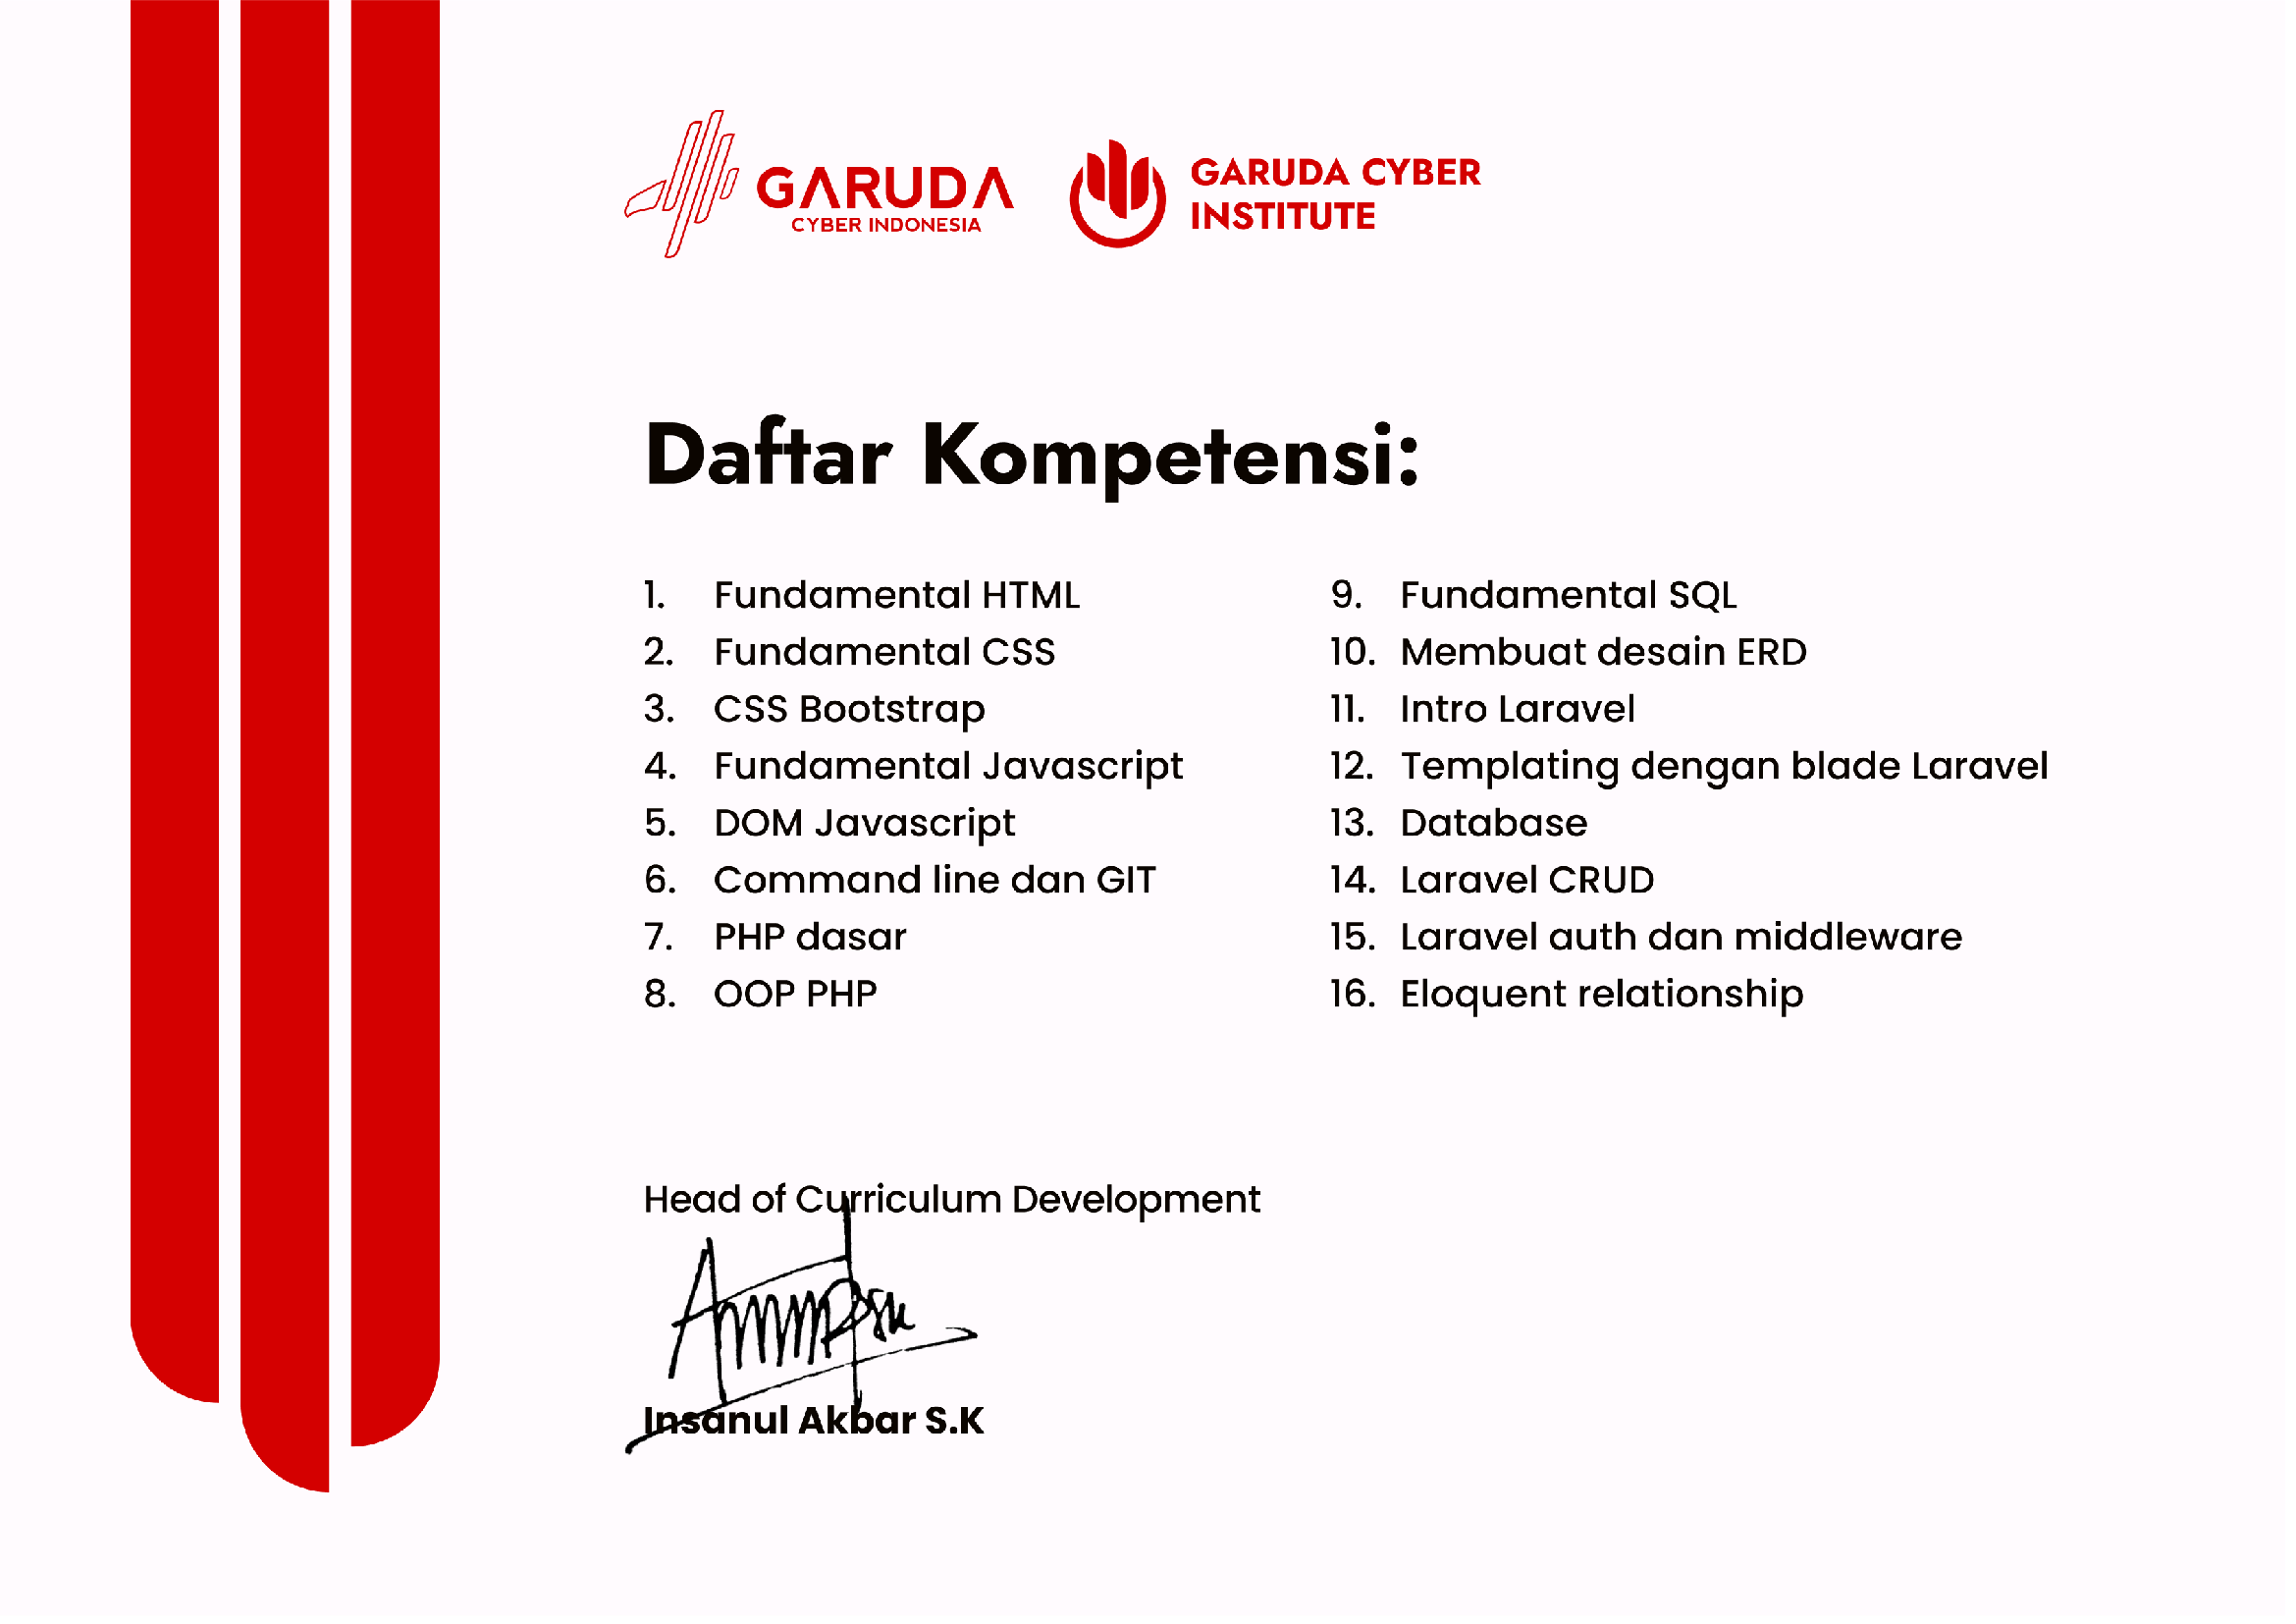 GARUDA
CYBER INDONESIA
GARUDA CYBER
INSTITUTE
Daftar Kompetensi:
1. Fundamental HTML
2. Fundamental CSS
3. CSS Bootstrap
4. Fundamental Javascript
5. DOM Javascript
6. Command line dan GIT
7. PHP dasar
8. OOP PHP
9. Fundamental SQL
10. Membuat desain ERD
11. Intro Laravel
12. Templating dengan blade Laravel
13. Database
14. Laravel CRUD
15. Laravel auth dan middleware
16. Eloquent relationship
Head of Curriculum Development
Insanul Akbar S.K